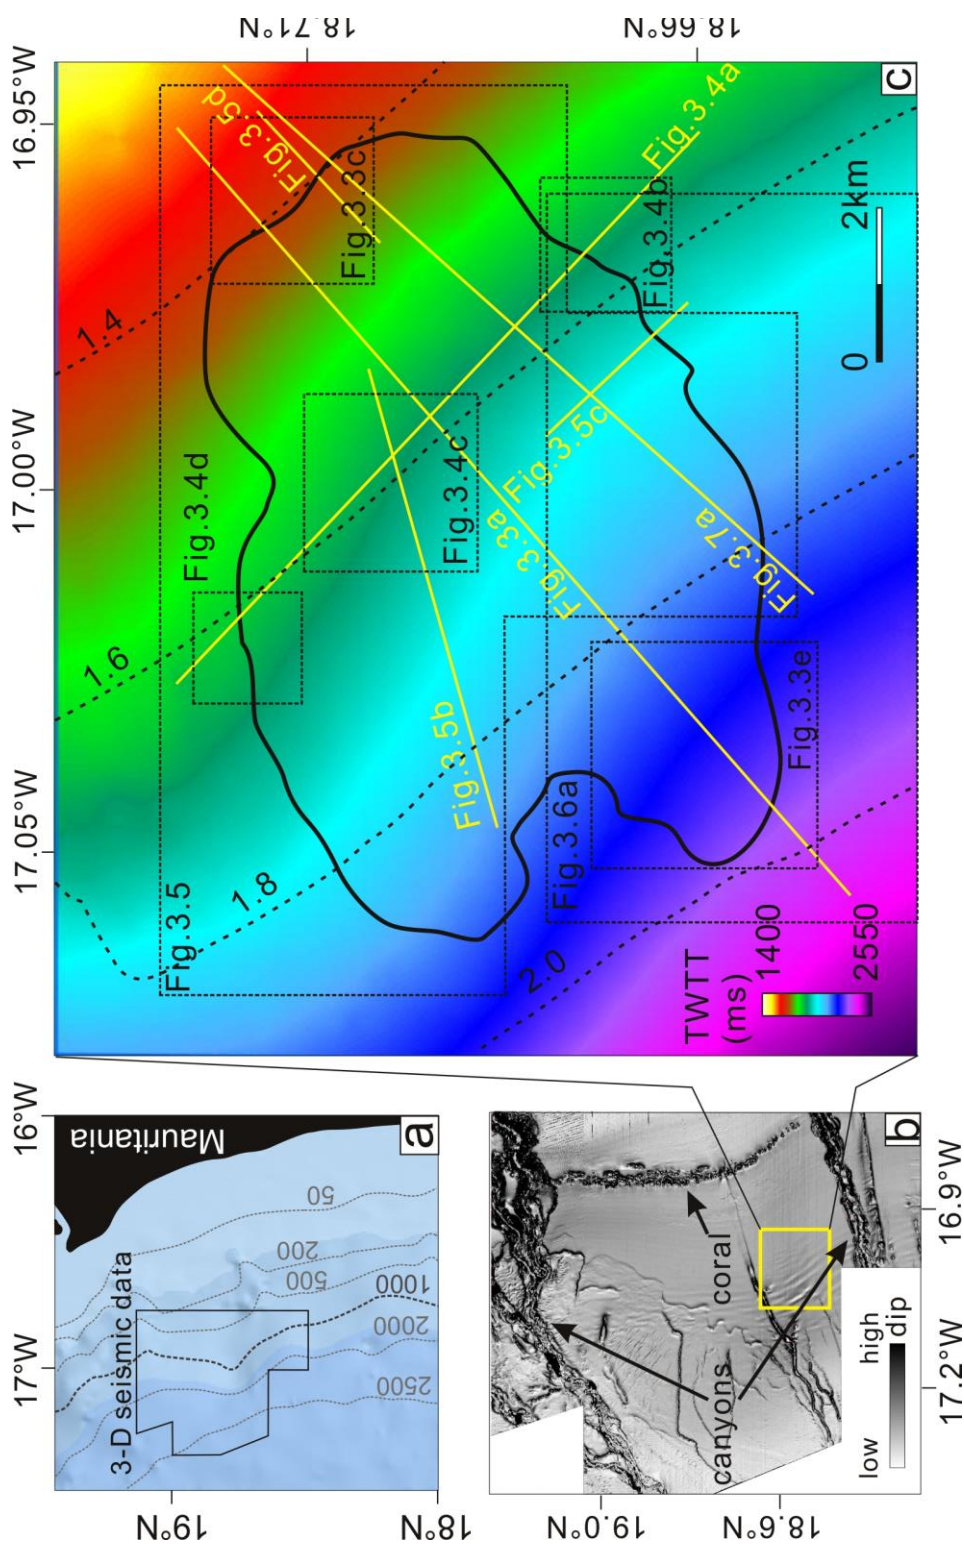 16°W
17°W
19°N
18°N
Mauritania
3-D seismic data
50
200
500
1000
2000
2500
a
19.0°N
18.6°N
16.9°W
17.2°W
canyons
coral
low
high
dip
b
17.05°W
17.00°W
16.95°W
18.71°N
18.66°N
1.4
1.6
1.8
2.0
Fig.3.5
Fig.3.4d
Fig.3.3c
Fig.3.5d
Fig.3.4c
Fig.3.5b
Fig.3.3a
Fig.3.5c
Fig.3.4b
Fig.3.4a
Fig.3.7a
Fig.3.6a
Fig.3.3e
TWTT
(ms)
1400
2550
0
2km
c